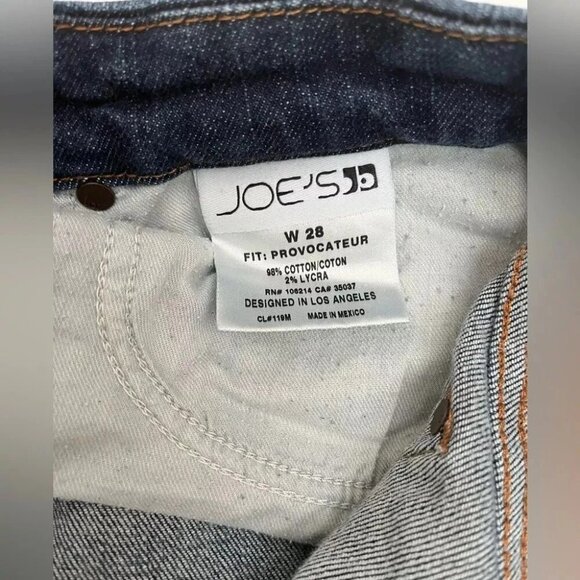 JOE'S
W 28
FIT: PROVOCATEUR
98% COTTON/COTON
2% LYCRA
RN# 106214 CA# 35037
DESIGNED IN LOS ANGELES
CL#119M MADE IN MEXICO